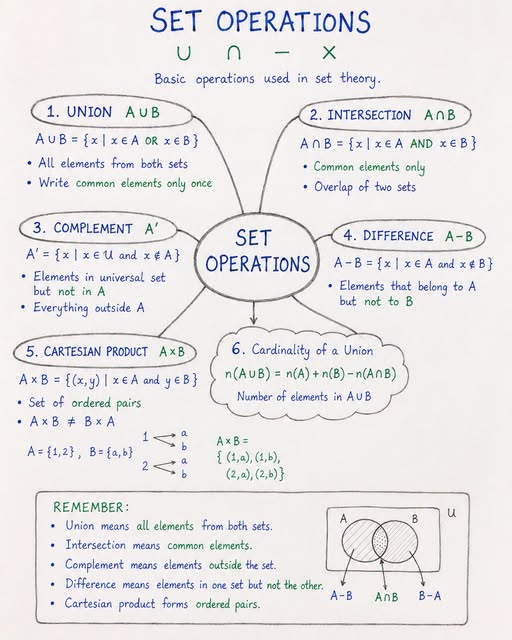 SET OPERATIONS
∪ ∩ − ×
Basic operations used in set theory.
1. UNION A∪B
A∪B = {x | x∈A OR x∈B}
• All elements from both sets
• Write common elements only once
2. INTERSECTION A∩B
A∩B = {x | x∈A AND x∈B}
• Common elements only
• Overlap of two sets
3. COMPLEMENT A′
A′ = {x | x∈U and x∉A}
• Elements in universal set
but not in A
• Everything outside A
SET
OPERATIONS
4. DIFFERENCE A−B
A−B = {x | x∈A and x∉B}
• Elements that belong to A
but not to B
5. CARTESIAN PRODUCT A×B
A×B = {(x,y) | x∈A and y∈B}
• Set of ordered pairs
• A×B ≠ B×A
A={1,2}, B={a,b}
1 a
b
2 a
b
A×B =
{ (1,a),(1,b),
(2,a),(2,b)}
6. Cardinality of a Union
n(A∪B) = n(A)+n(B)−n(A∩B)
Number of elements in A∪B
REMEMBER:
• Union means all elements from both sets.
• Intersection means common elements.
• Complement means elements outside the set.
• Difference means elements in one set but not the other.
• Cartesian product forms ordered pairs.
A B U
A−B A∩B B−A